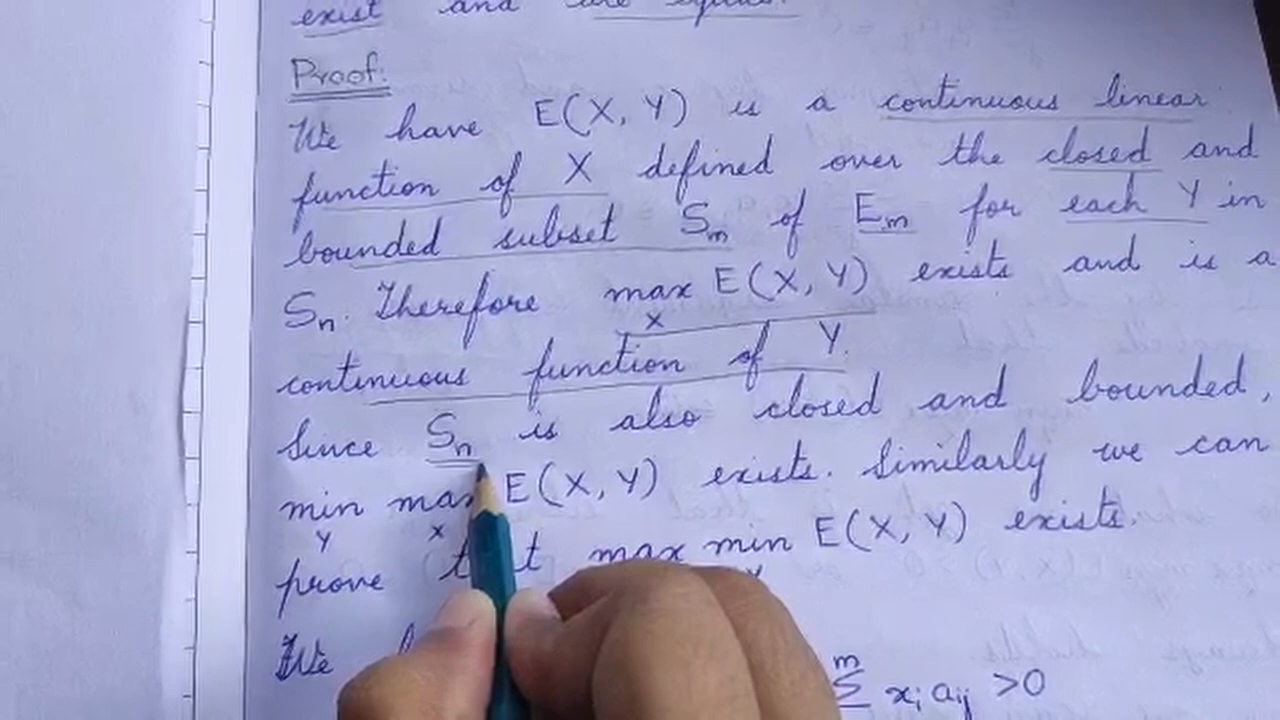 exist and are equal.
Proof:
We have E(X, Y) is a continuous linear
function of X defined over the closed and
bounded subset Sₘ of Eₘ for each Y in
Sₙ. Therefore max E(X, Y) exists and is a
X
continuous function of Y.
Since Sₙ is also closed and bounded,
min max E(X, Y) exists. Similarly we can
Y X
prove max min E(X, Y) exists.
We
m
Σ xᵢ aᵢⱼ >0